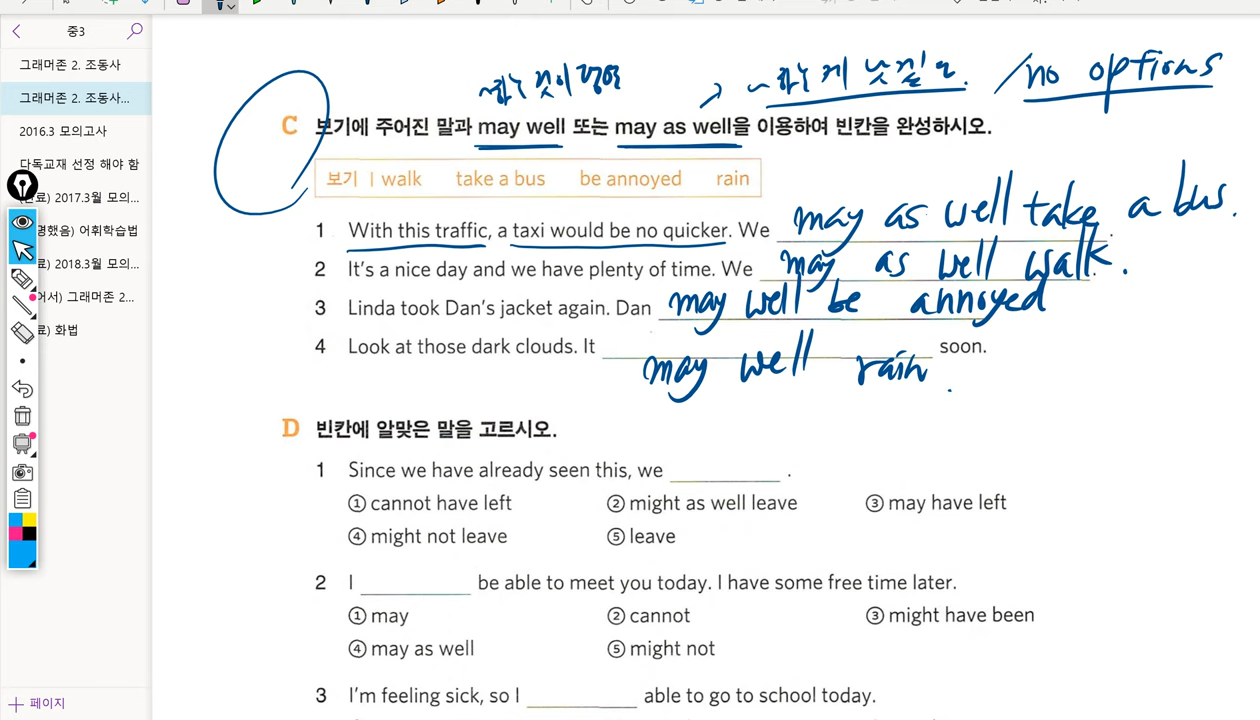 중3
그래머존 2. 조동사
그래머존 2. 조동사...
2016.3 모의고사
단독교재 선정 해야 함
료) 2017.3월 모의...
명했음) 어휘학습법
료) 2018.3월 모의...
어서) 그래머존 2...
료) 화법
페이지
~하는 것이 당연
→ ~하는 게 낫겠군요. / no options
C 보기에 주어진 말과 may well 또는 may as well을 이용하여 빈칸을 완성하시오.
보기 | walk take a bus be annoyed rain
1 With this traffic, a taxi would be no quicker. We may as well take a bus.
2 It's a nice day and we have plenty of time. We may as well walk.
3 Linda took Dan's jacket again. Dan may well be annoyed
4 Look at those dark clouds. It may well rain soon.
D 빈칸에 알맞은 말을 고르시오.
1 Since we have already seen this, we ________ .
① cannot have left ② might as well leave ③ may have left
④ might not leave ⑤ leave
2 I ________ be able to meet you today. I have some free time later.
① may ② cannot ③ might have been
④ may as well ⑤ might not
3 I'm feeling sick, so I ________ able to go to school today.